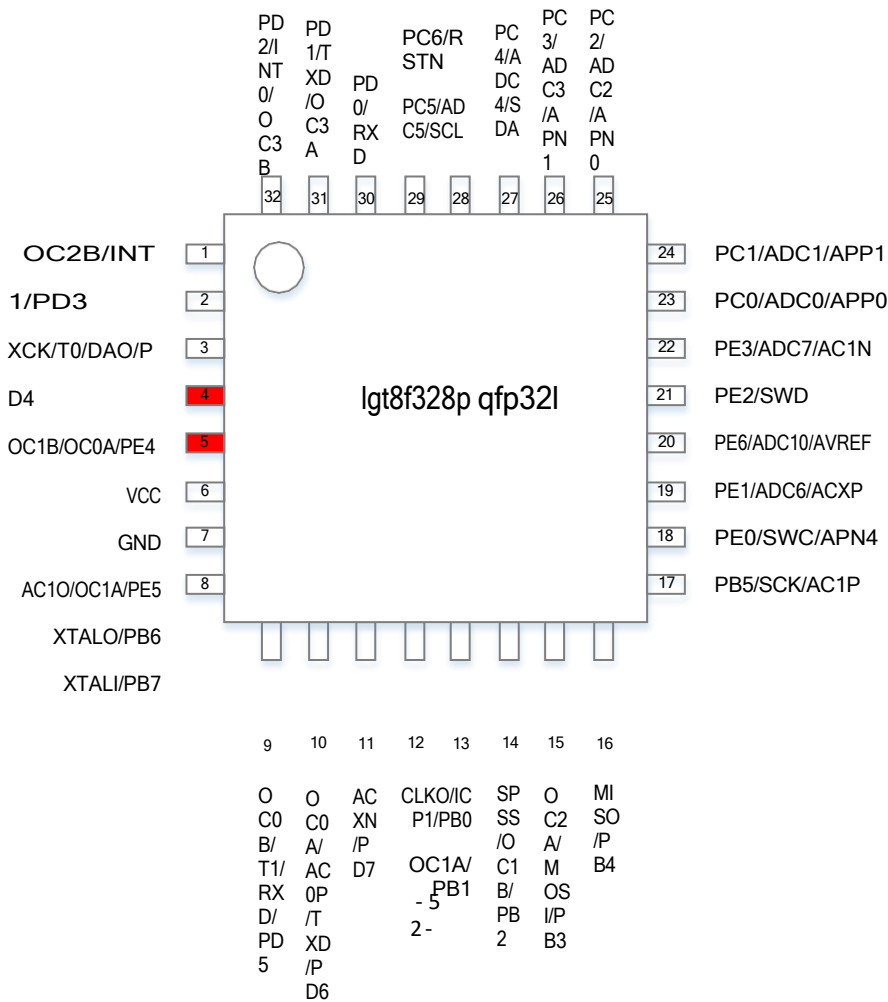 PD
2/I
NT
0/
O
C3
B
PD
1/T
XD
/O
C3
A
PD
0/
RX
D
PC6/R
STN
PC5/AD
C5/SCL
PC
4/A
DC
4/S
DA
PC
3/
AD
C3
/A
PN
1
PC
2/
AD
C2
/A
PN
0
32 31 30 29 28 27 26 25
OC2B/INT
1/PD3
XCK/T0/DAO/P
D4
OC1B/OC0A/PE4
VCC
GND
AC1O/OC1A/PE5
XTALO/PB6
XTALI/PB7
1
2
3
4
5
6
7
8
lgt8f328p qfp32l
24 PC1/ADC1/APP1
23 PC0/ADC0/APP0
22 PE3/ADC7/AC1N
21 PE2/SWD
20 PE6/ADC10/AVREF
19 PE1/ADC6/ACXP
18 PE0/SWC/APN4
17 PB5/SCK/AC1P
9 10 11 12 13 14 15 16
O
C0
B/
T1/
RX
D/
PD
5
O
C0
A/
AC
0P
/T
XD
/P
D6
AC
XN
/P
D7
CLKO/IC
P1/PB0
OC1A/
PB1
- 5
2 -
SP
SS
/O
C1
B/
PB
2
O
C2
A/
M
OS
I/P
B3
MI
SO
/P
B4